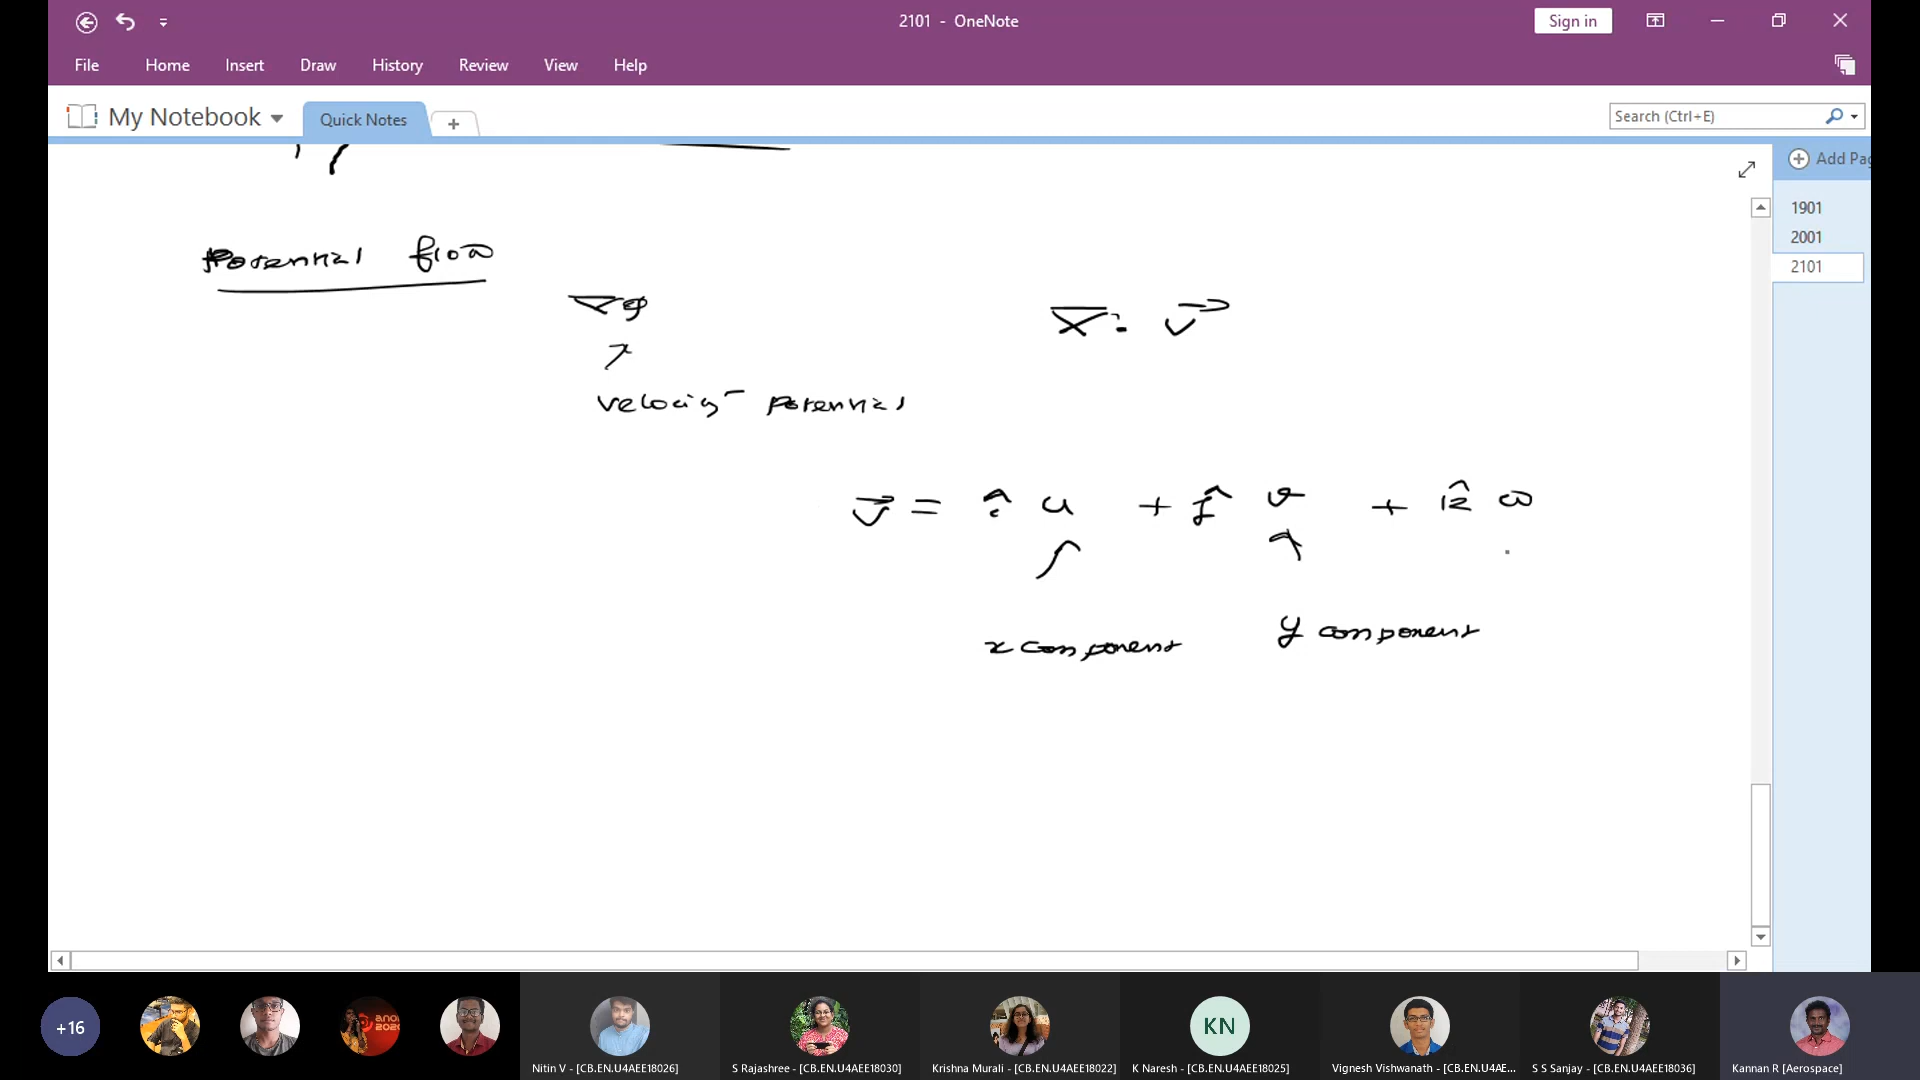 2101 - OneNote
Sign in
File Home Insert Draw History Review View Help
My Notebook
Quick Notes
+
Search (Ctrl+E)
Add Pag
1901
2001
2101
Potential flow
∇φ
velocity potential
V⃗ = î u + ĵ v + k̂ w
x component
y component
+16
KN
Nitin V - [CB.EN.U4AEE18026]
S Rajashree - [CB.EN.U4AEE18030]
Krishna Murali - [CB.EN.U4AEE18022]
K Naresh - [CB.EN.U4AEE18025]
Vignesh Vishwanath - [CB.EN.U4AE...
S S Sanjay - [CB.EN.U4AEE18036]
Kannan R [Aerospace]